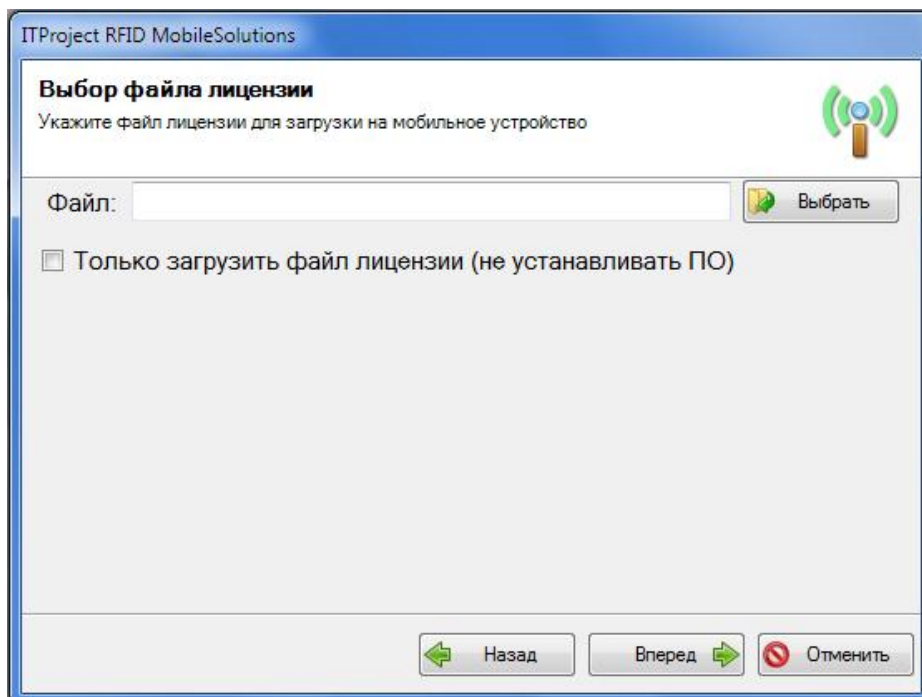 ITProject RFID MobileSolutions
Выбор файла лицензии
Укажите файл лицензии для загрузки на мобильное устройство
Файл:
Выбрать
Только загрузить файл лицензии (не устанавливать ПО)
Назад
Вперед
Отменить